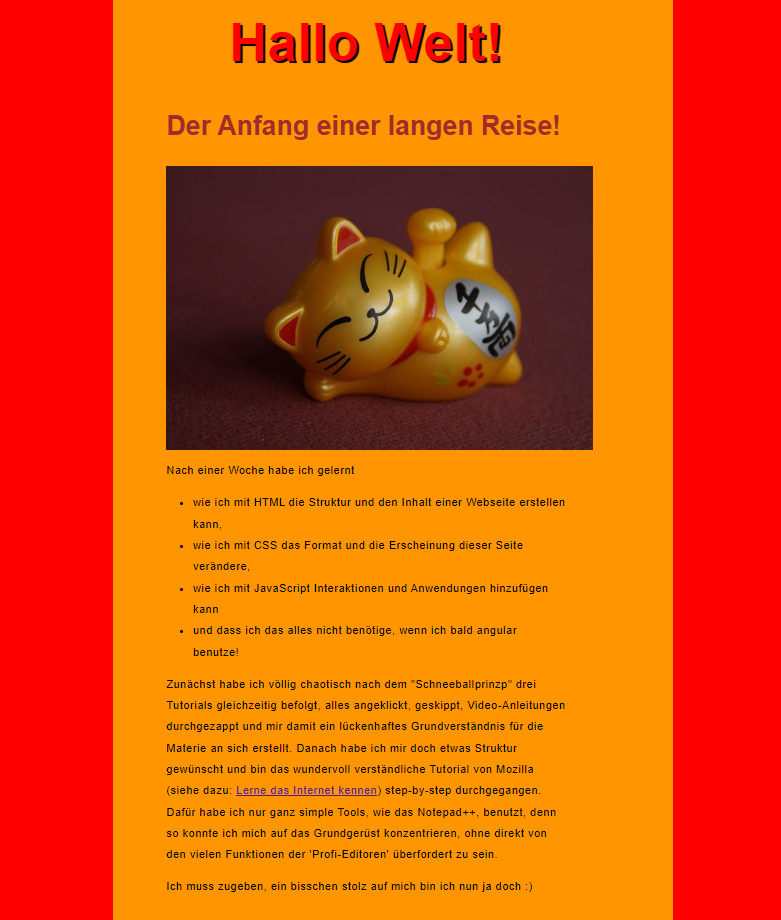 Hallo Welt!
Der Anfang einer langen Reise!
Nach einer Woche habe ich gelernt
wie ich mit HTML die Struktur und den Inhalt einer Webseite erstellen
kann,
wie ich mit CSS das Format und die Erscheinung dieser Seite
verändere,
wie ich mit JavaScript Interaktionen und Anwendungen hinzufügen
kann
und dass ich das alles nicht benötige, wenn ich bald angular
benutze!
Zunächst habe ich völlig chaotisch nach dem "Schneeballprinzp" drei
Tutorials gleichzeitig befolgt, alles angeklickt, geskippt, Video-Anleitungen
durchgezappt und mir damit ein lückenhaftes Grundverständnis für die
Materie an sich erstellt. Danach habe ich mir doch etwas Struktur
gewünscht und bin das wundervoll verständliche Tutorial von Mozilla
(siehe dazu: Lerne das Internet kennen) step-by-step durchgegangen.
Dafür habe ich nur ganz simple Tools, wie das Notepad++, benutzt, denn
so konnte ich mich auf das Grundgerüst konzentrieren, ohne direkt von
den vielen Funktionen der 'Profi-Editoren' überfordert zu sein.
Ich muss zugeben, ein bisschen stolz auf mich bin ich nun ja doch :)